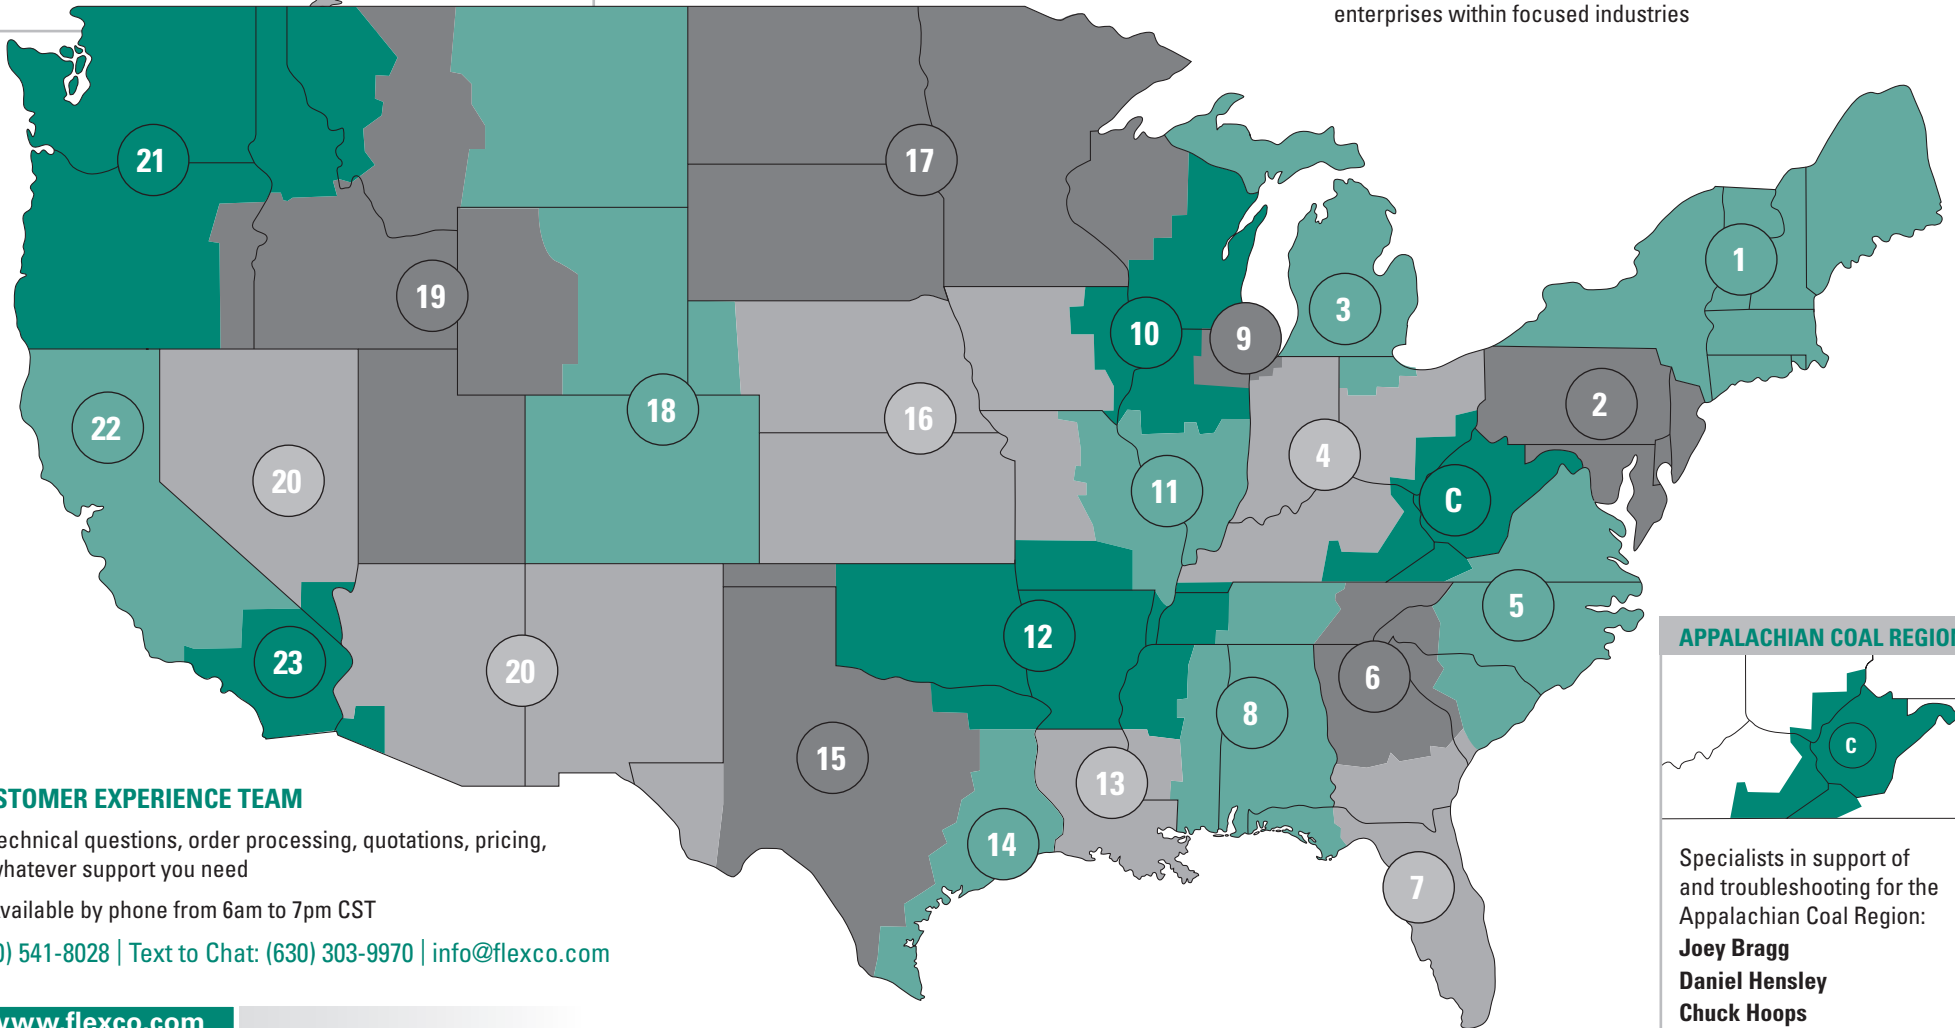 enterprises within focused industries
21
17
1
19
10
9
3
18
16
2
22
20
4
11
C
5
12
23
20
6
8
15
13
14
7
APPALACHIAN COAL REGION
C
Specialists in support of
and troubleshooting for the
Appalachian Coal Region:
Joey Bragg
Daniel Hensley
Chuck Hoops
STOMER EXPERIENCE TEAM
echnical questions, order processing, quotations, pricing,
whatever support you need
vailable by phone from 6am to 7pm CST
0) 541-8028 | Text to Chat: (630) 303-9970 | info@flexco.com
www.flexco.com